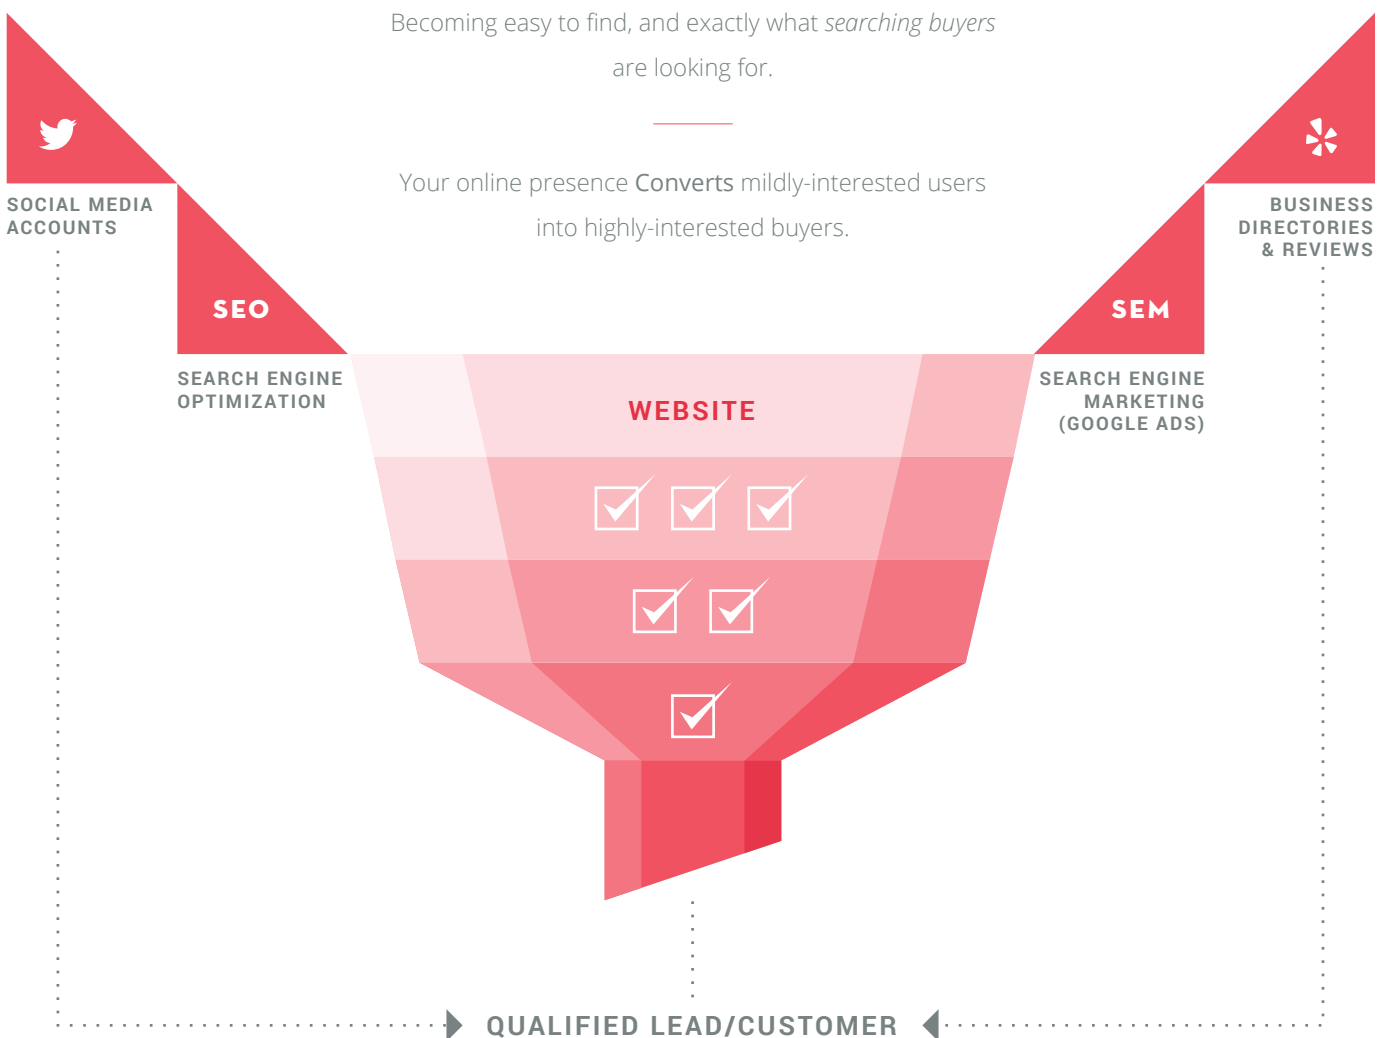 Becoming easy to find, and exactly what searching buyers
are looking for.
Your online presence Converts mildly-interested users
into highly-interested buyers.
SOCIAL MEDIA
ACCOUNTS
BUSINESS
DIRECTORIES
& REVIEWS
SEO
SEM
SEARCH ENGINE
OPTIMIZATION
SEARCH ENGINE
MARKETING
(GOOGLE ADS)
WEBSITE
QUALIFIED LEAD/CUSTOMER